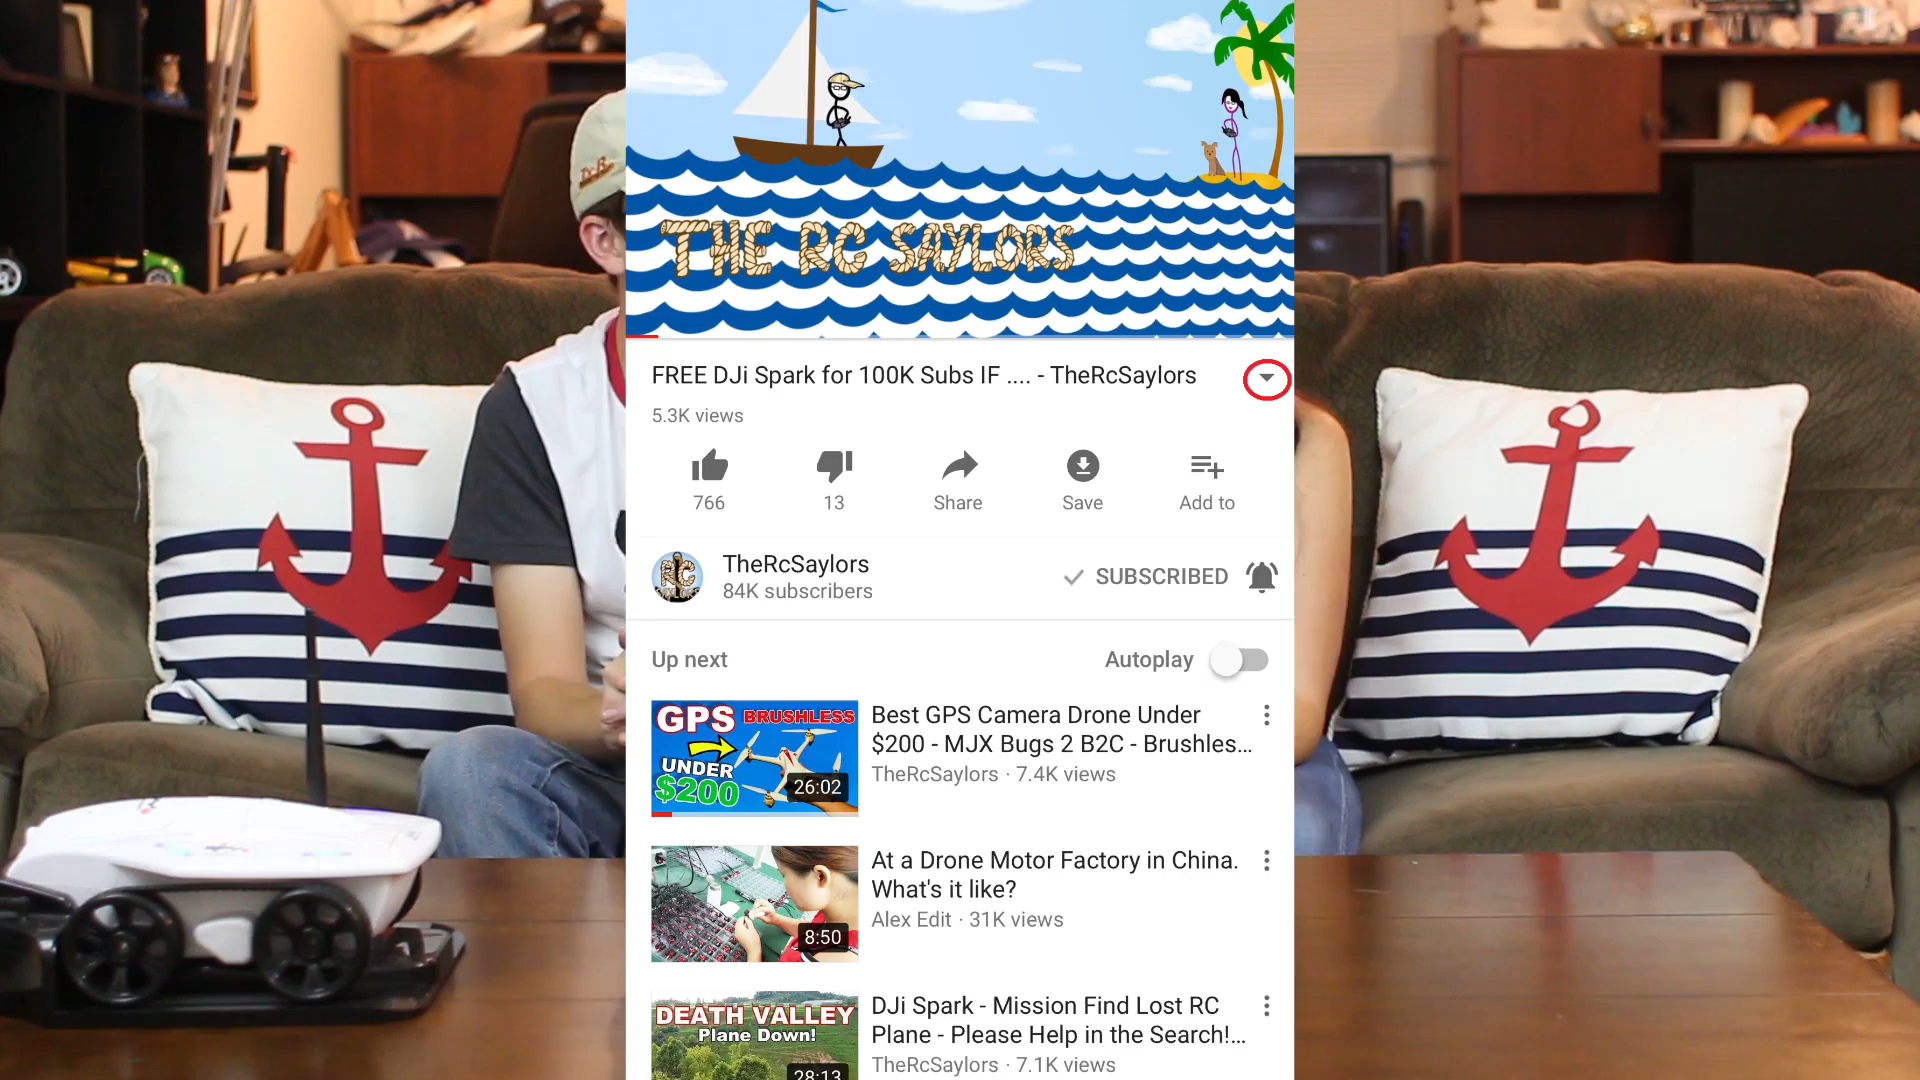 THE RC SAYLORS
FREE DJi Spark for 100K Subs IF .... - TheRcSaylors
5.3K views
766
13
Share
Save
Add to
RC
TheRcSaylors
84K subscribers
SUBSCRIBED
Up next
Autoplay
GPS BRUSHLESS
UNDER
$200
26:02
Best GPS Camera Drone Under
$200 - MJX Bugs 2 B2C - Brushles...
TheRcSaylors · 7.4K views
8:50
At a Drone Motor Factory in China.
What's it like?
Alex Edit · 31K views
DEATH VALLEY
Plane Down!
28:13
DJi Spark - Mission Find Lost RC
Plane - Please Help in the Search!...
TheRcSaylors · 7.1K views